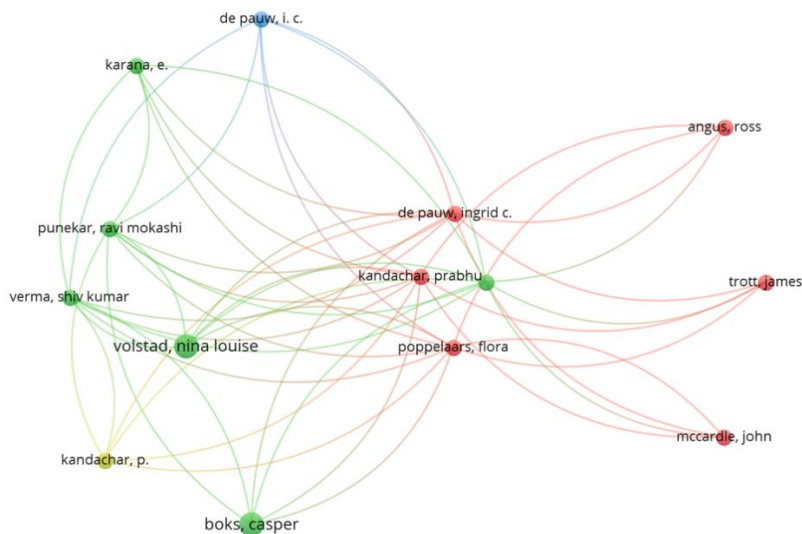 de pauw, i. c.
karana, e.
angus, ross
de pauw, ingrid c.
punekar, ravi mokashi
kandachar, prabhu
trott, james
verma, shiv kumar
volstad, nina louise
poppelaars, flora
mccardle, john
kandachar, p.
boks, casper